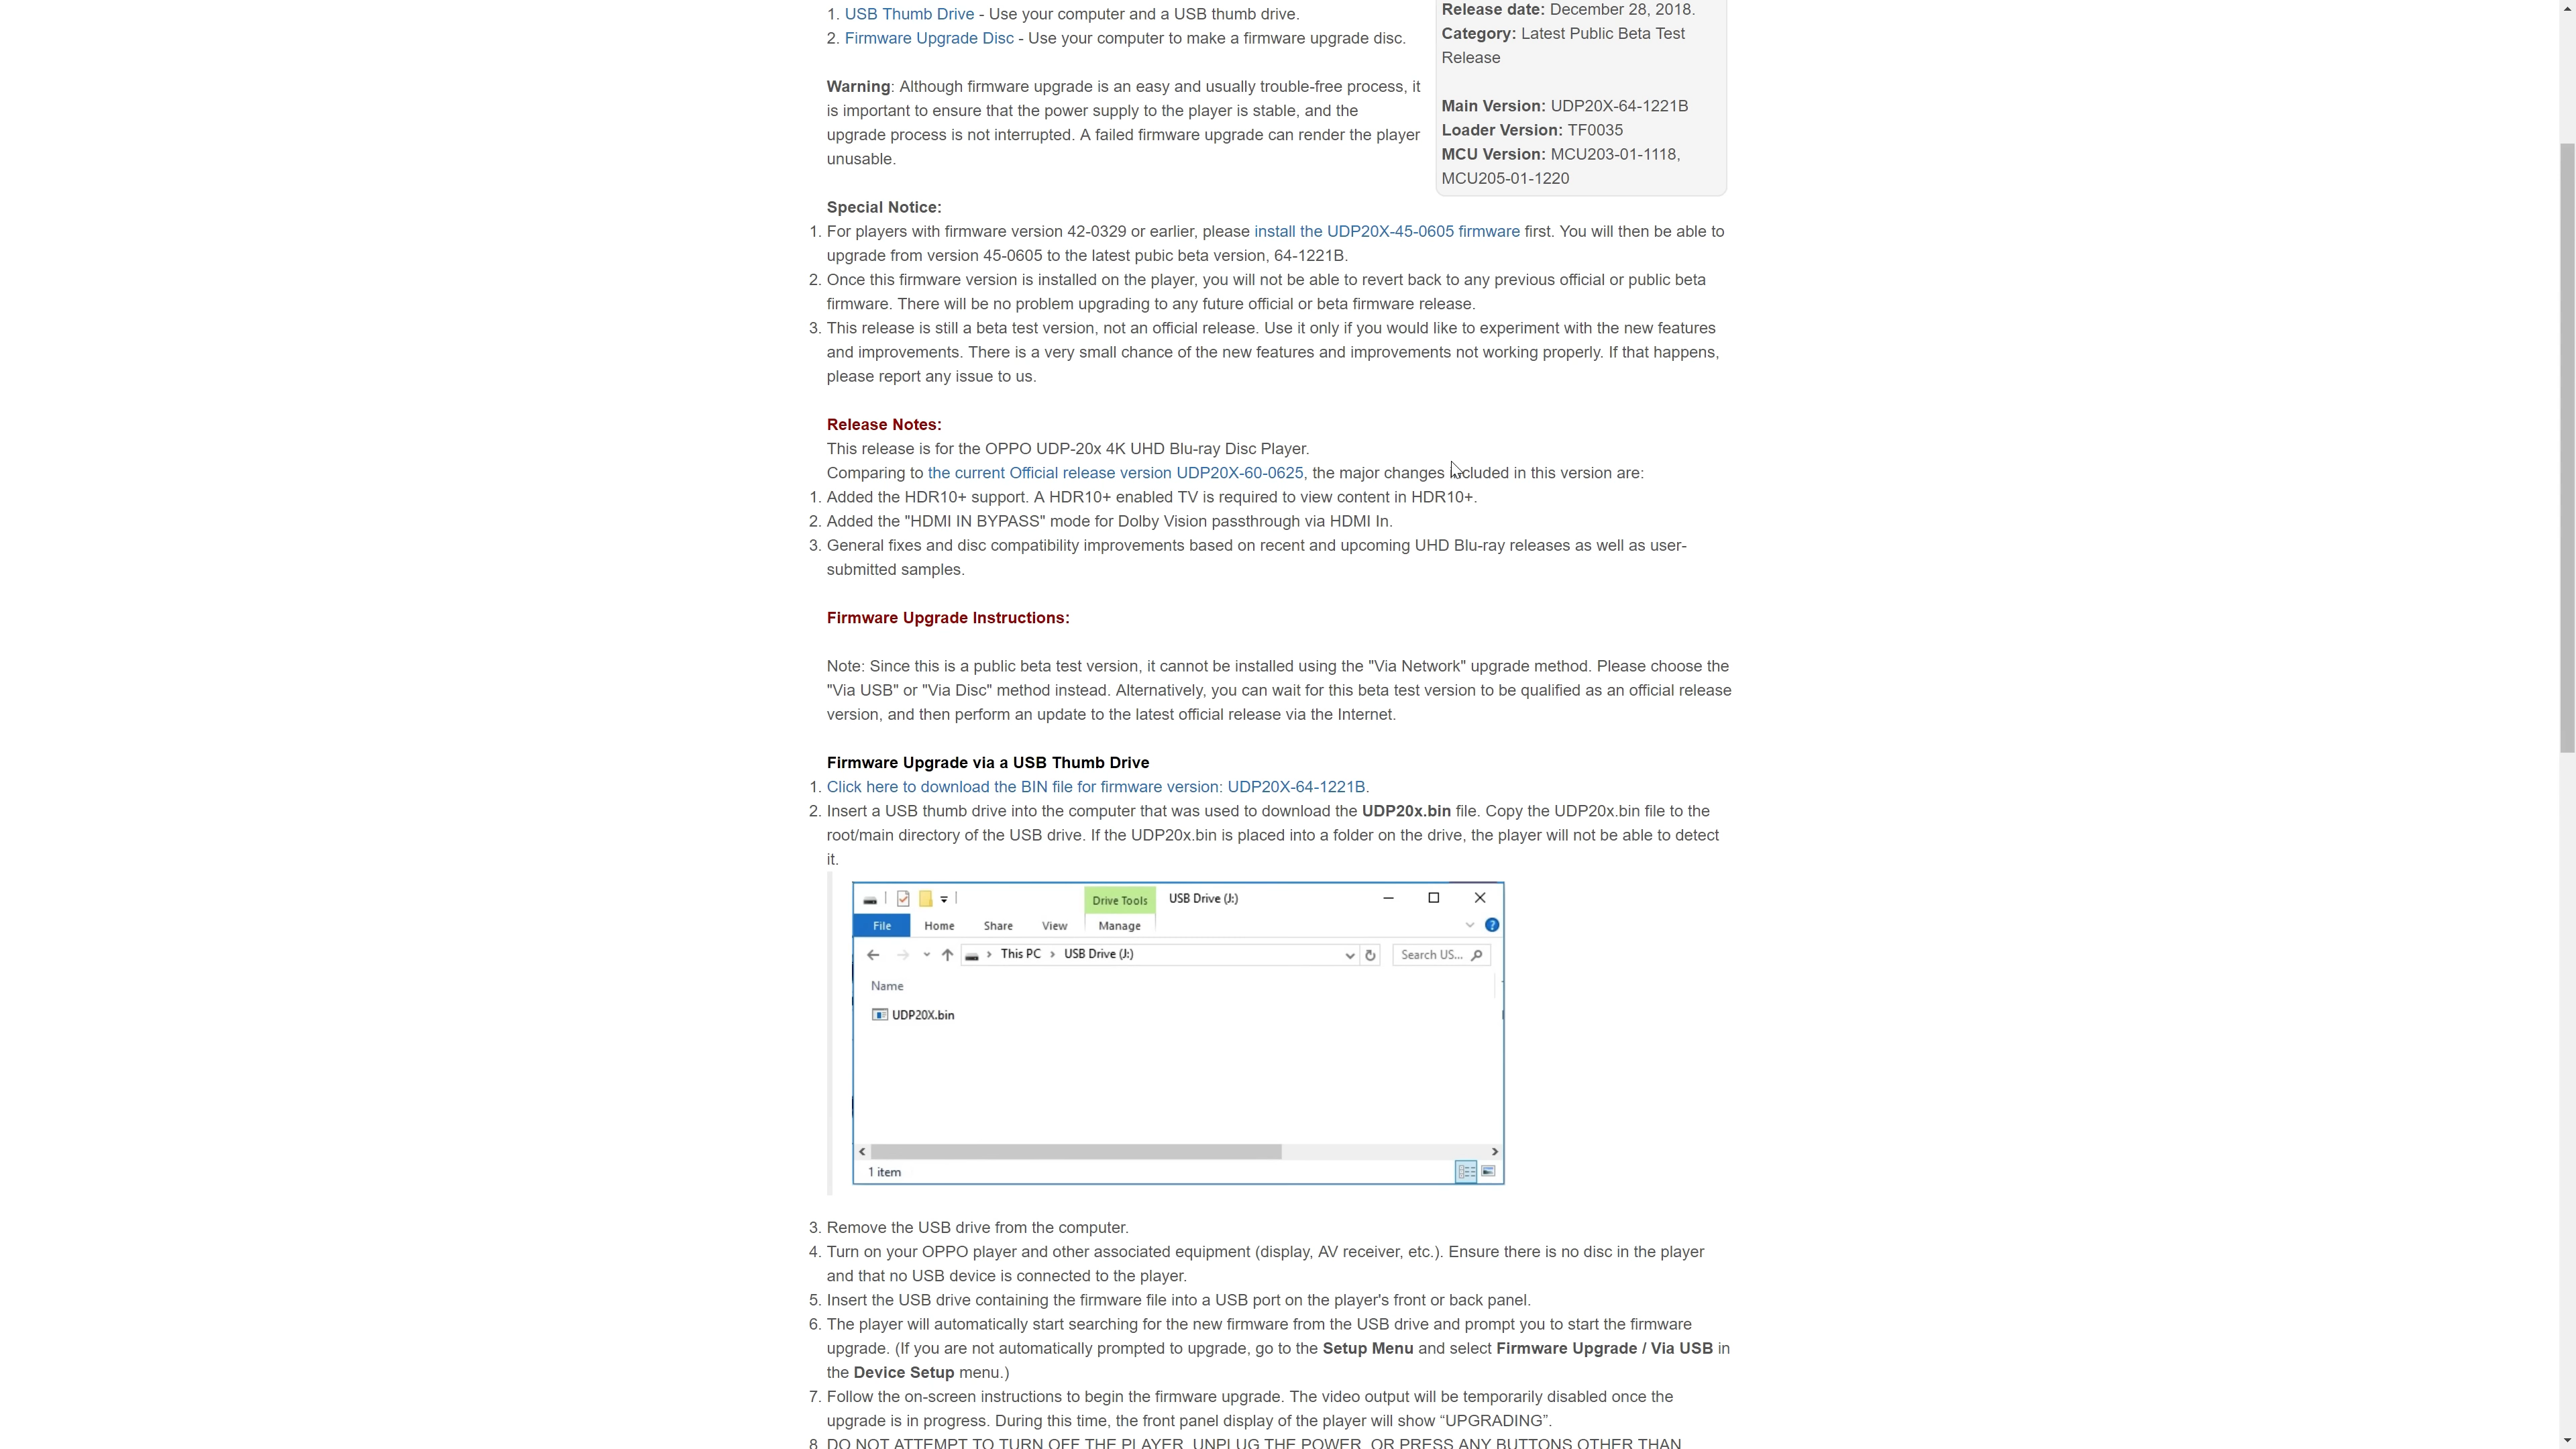 1. USB Thumb Drive - Use your computer and a USB thumb drive.
2. Firmware Upgrade Disc - Use your computer to make a firmware upgrade disc.
Warning: Although firmware upgrade is an easy and usually trouble-free process, it
is important to ensure that the power supply to the player is stable, and the
upgrade process is not interrupted. A failed firmware upgrade can render the player
unusable.
Release date: December 28, 2018.
Category: Latest Public Beta Test
Release
Main Version: UDP20X-64-1221B
Loader Version: TF0035
MCU Version: MCU203-01-1118,
MCU205-01-1220
Special Notice:
1. For players with firmware version 42-0329 or earlier, please install the UDP20X-45-0605 firmware first. You will then be able to
upgrade from version 45-0605 to the latest pubic beta version, 64-1221B.
2. Once this firmware version is installed on the player, you will not be able to revert back to any previous official or public beta
firmware. There will be no problem upgrading to any future official or beta firmware release.
3. This release is still a beta test version, not an official release. Use it only if you would like to experiment with the new features
and improvements. There is a very small chance of the new features and improvements not working properly. If that happens,
please report any issue to us.
Release Notes:
This release is for the OPPO UDP-20x 4K UHD Blu-ray Disc Player.
Comparing to the current Official release version UDP20X-60-0625, the major changes included in this version are:
1. Added the HDR10+ support. A HDR10+ enabled TV is required to view content in HDR10+.
2. Added the "HDMI IN BYPASS" mode for Dolby Vision passthrough via HDMI In.
3. General fixes and disc compatibility improvements based on recent and upcoming UHD Blu-ray releases as well as user-
submitted samples.
Firmware Upgrade Instructions:
Note: Since this is a public beta test version, it cannot be installed using the "Via Network" upgrade method. Please choose the
"Via USB" or "Via Disc" method instead. Alternatively, you can wait for this beta test version to be qualified as an official release
version, and then perform an update to the latest official release via the Internet.
Firmware Upgrade via a USB Thumb Drive
1. Click here to download the BIN file for firmware version: UDP20X-64-1221B.
2. Insert a USB thumb drive into the computer that was used to download the UDP20x.bin file. Copy the UDP20x.bin file to the
root/main directory of the USB drive. If the UDP20x.bin is placed into a folder on the drive, the player will not be able to detect
it.
Drive Tools USB Drive (J:)
File Home Share View Manage
This PC > USB Drive (J:) Search US...
Name
UDP20X.bin
1 item
3. Remove the USB drive from the computer.
4. Turn on your OPPO player and other associated equipment (display, AV receiver, etc.). Ensure there is no disc in the player
and that no USB device is connected to the player.
5. Insert the USB drive containing the firmware file into a USB port on the player's front or back panel.
6. The player will automatically start searching for the new firmware from the USB drive and prompt you to start the firmware
upgrade. (If you are not automatically prompted to upgrade, go to the Setup Menu and select Firmware Upgrade / Via USB in
the Device Setup menu.)
7. Follow the on-screen instructions to begin the firmware upgrade. The video output will be temporarily disabled once the
upgrade is in progress. During this time, the front panel display of the player will show “UPGRADING”.
8. DO NOT ATTEMPT TO TURN OFF THE PLAYER, UNPLUG THE POWER, OR PRESS ANY BUTTONS OTHER THAN